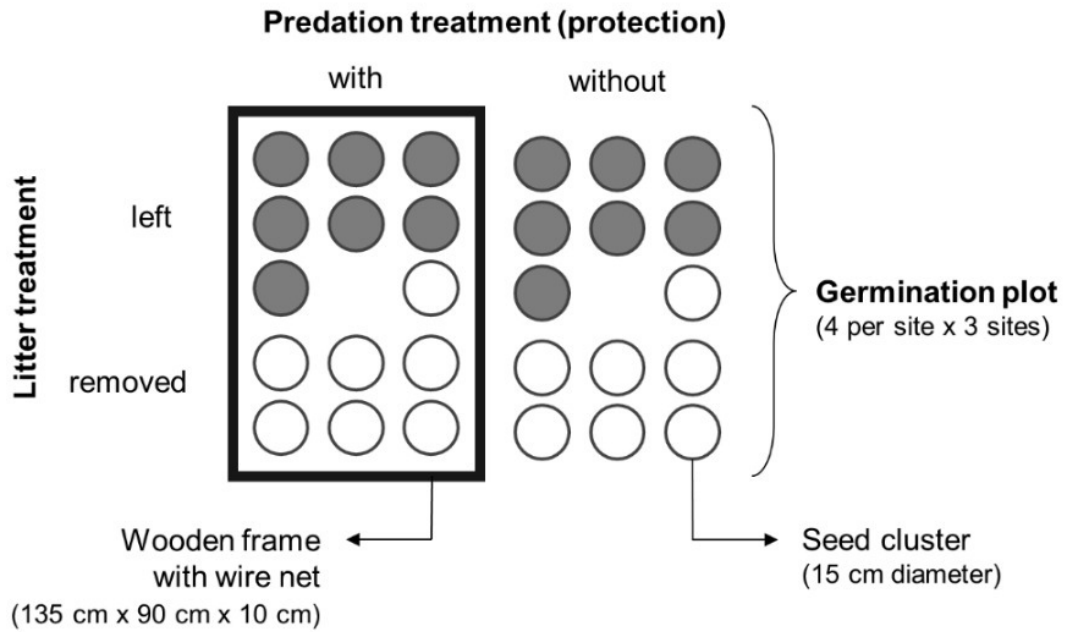 Predation treatment (protection)
with
without
Litter treatment
left
removed
Germination plot
(4 per site x 3 sites)
Wooden frame
with wire net
(135 cm x 90 cm x 10 cm)
Seed cluster
(15 cm diameter)